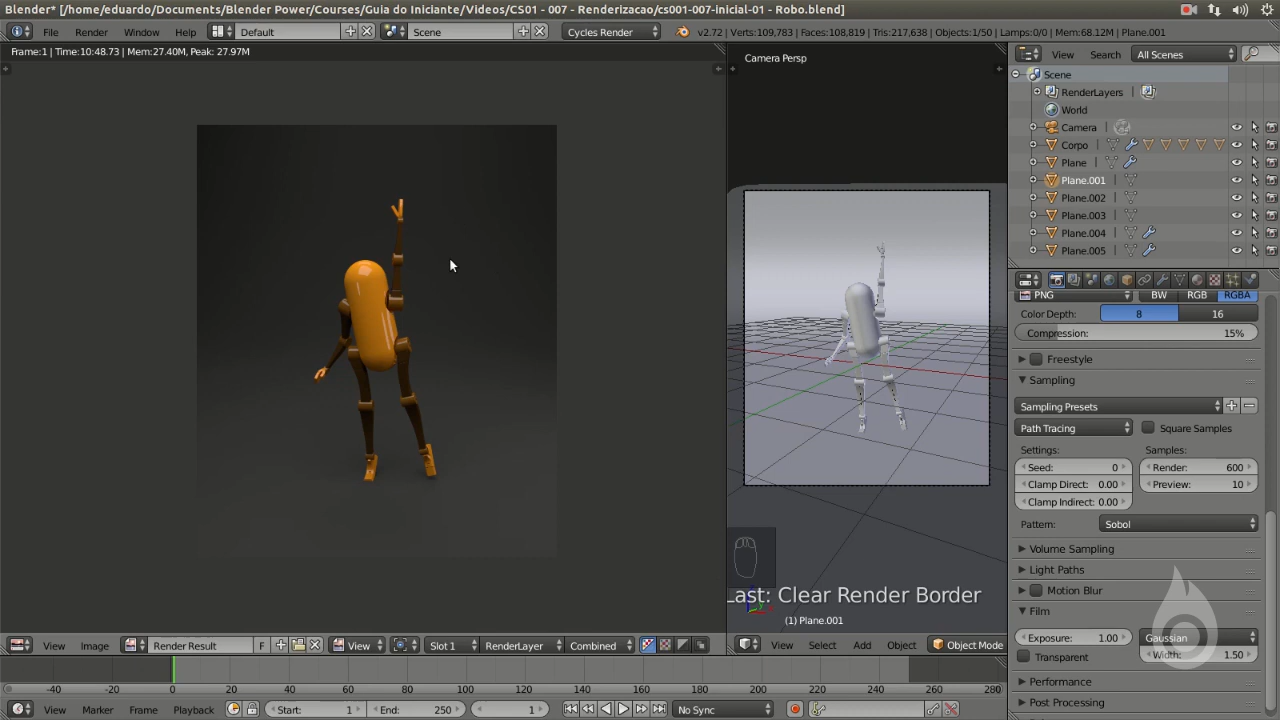 Blender* [/home/eduardo/Documents/Blender Power/Courses/Guia do Iniciante/Videos/CS01 - 007 - Renderizacao/cs001-007-inicial-01 - Robo.blend]
File Render Window Help Default Scene Cycles Render v2.72 | Verts:109,783 | Faces:108,819 | Tris:217,638 | Objects:1/50 | Lamps:0/0 | Mem:68.12M | Plane.001
Frame:1 | Time:10:48.73 | Mem:27.40M, Peak: 27.97M
Camera Persp
View Search All Scenes
Scene
RenderLayers
World
Camera
Corpo
Plane
Plane.001
Plane.002
Plane.003
Plane.004
Plane.005
PNG BW RGB RGBA
Color Depth: 8 16
Compression: 15%
Freestyle
Sampling
Sampling Presets
Path Tracing Square Samples
Settings: Samples:
Seed: 0 Render: 600
Clamp Direct: 0.00 Preview: 10
Clamp Indirect: 0.00
Pattern: Sobol
Volume Sampling
Light Paths
Motion Blur
Film
Exposure: 1.00 Gaussian
Transparent Width: 1.50
Performance
Post Processing
Last: Clear Render Border
(1) Plane.001
View Image Render Result F View Slot 1 RenderLayer Combined
View Select Add Object Object Mode
-40 -20 0 20 40 60 80 100 120 140 160 180 200 220 240 260 280
View Marker Frame Playback Start: 1 End: 250 1 No Sync